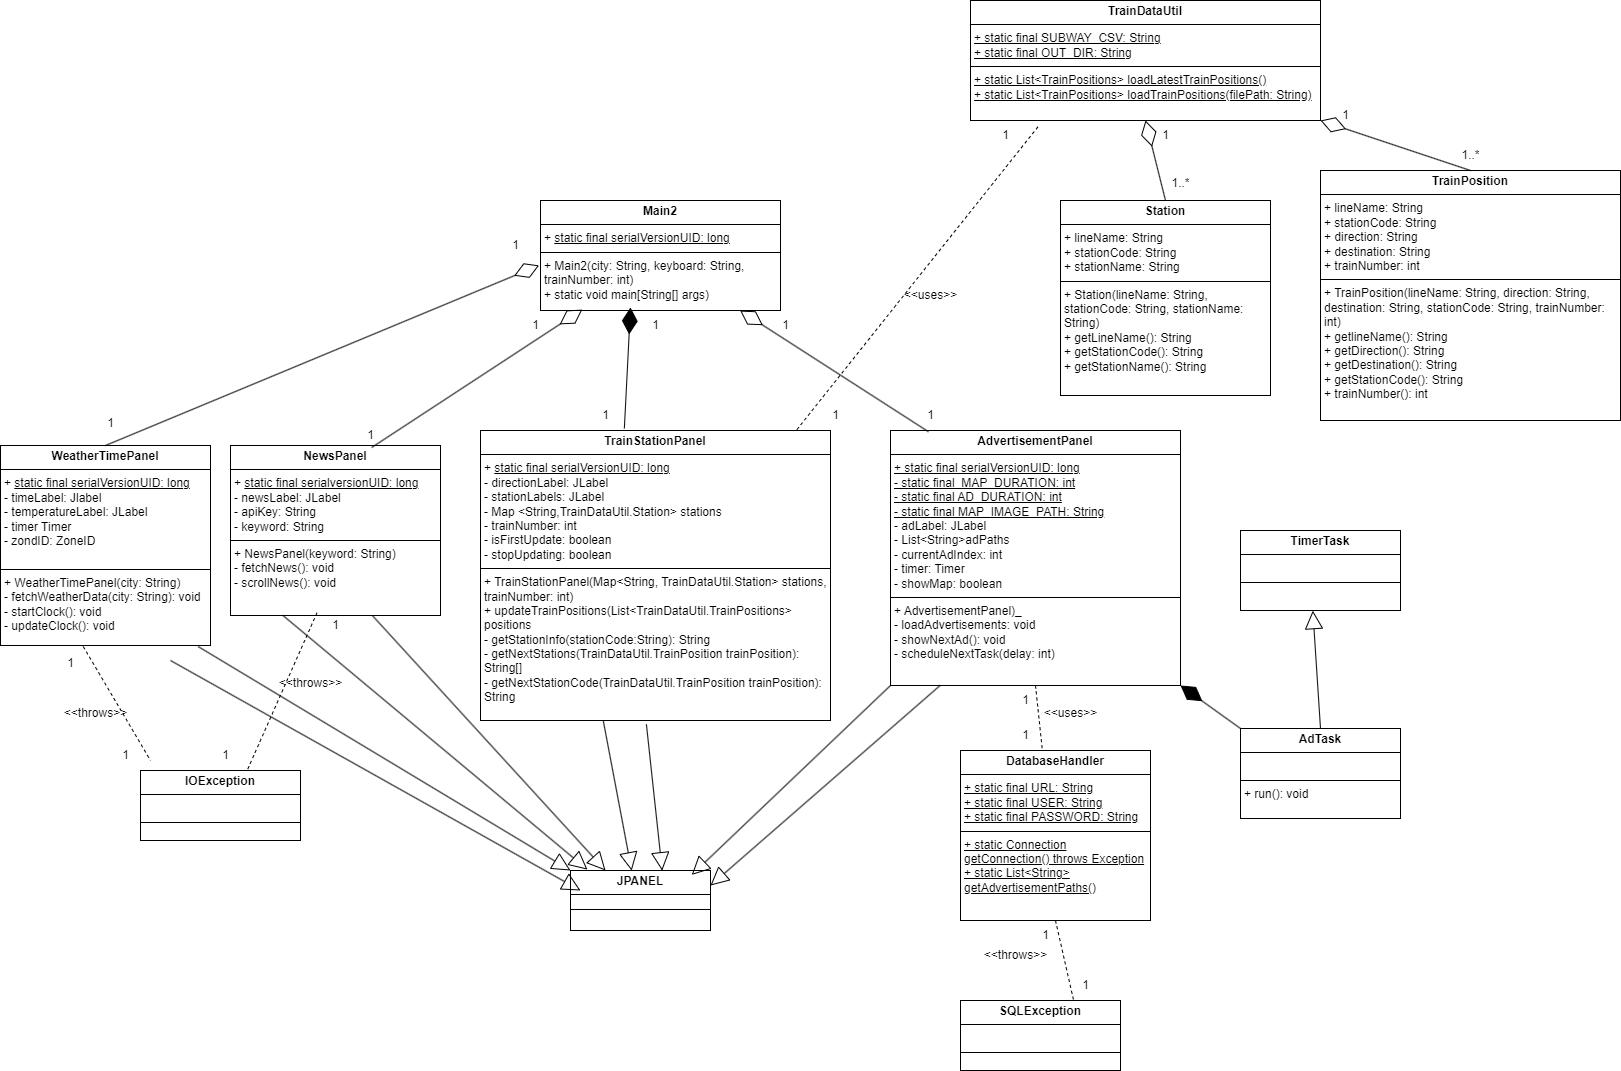 TrainDataUtil
+ static final SUBWAY_CSV: String
+ static final OUT_DIR: String
+ static List<TrainPositions> loadLatestTrainPositions()
+ static List<TrainPositions> loadTrainPositions(filePath: String)
1
1
1
1..*
1..*
TrainPosition
+ lineName: String
+ stationCode: String
+ direction: String
+ destination: String
+ trainNumber: int
+ TrainPosition(lineName: String, direction: String,
destination: String, stationCode: String, trainNumber:
int)
+ getlineName(): String
+ getDirection(): String
+ getDestination(): String
+ getStationCode(): String
+ trainNumber(): int
Station
+ lineName: String
+ stationCode: String
+ stationName: String
+ Station(lineName: String,
stationCode: String, stationName:
String)
+ getLineName(): String
+ getStationCode(): String
+ getStationName(): String
<<uses>>
Main2
+ static final serialVersionUID: long
+ Main2(city: String, keyboard: String,
trainNumber: int)
+ static void main[String[] args)
1
1
1
1
1
1
1
1
1
WeatherTimePanel
+ static final serialVersionUID: long
- timeLabel: Jlabel
- temperatureLabel: JLabel
- timer Timer
- zondID: ZoneID
+ WeatherTimePanel(city: String)
- fetchWeatherData(city: String): void
- startClock(): void
- updateClock(): void
NewsPanel
+ static final serialversionUID: long
- newsLabel: JLabel
- apiKey: String
- keyword: String
+ NewsPanel(keyword: String)
- fetchNews(): void
- scrollNews(): void
TrainStationPanel
+ static final serialVersionUID: long
- directionLabel: JLabel
- stationLabels: JLabel
- Map <String,TrainDataUtil.Station> stations
- trainNumber: int
- isFirstUpdate: boolean
- stopUpdating: boolean
+ TrainStationPanel(Map<String, TrainDataUtil.Station> stations,
trainNumber: int)
+ updateTrainPositions(List<TrainDataUtil.TrainPositions>
positions
- getStationInfo(stationCode:String): String
- getNextStations(TrainDataUtil.TrainPosition trainPosition):
String[]
- getNextStationCode(TrainDataUtil.TrainPosition trainPosition):
String
AdvertisementPanel
+ static final serialVersionUID: long
- static final  MAP_DURATION: int
- static final AD_DURATION: int
- static final MAP_IMAGE_PATH: String
- adLabel: JLabel
- List<String>adPaths
- currentAdIndex: int
- timer: Timer
- showMap: boolean
+ AdvertisementPanel)_
- loadAdvertisements: void
- showNextAd(): void
- scheduleNextTask(delay: int)
TimerTask
AdTask
+ run(): void
1
<<throws>>
1
1
<<throws>>
1
IOException
JPANEL
1
<<uses>>
1
DatabaseHandler
+ static final URL: String
+ static final USER: String
+ static final PASSWORD: String
+ static Connection
getConnection() throws Exception
+ static List<String>
getAdvertisementPaths()
1
<<throws>>
1
SQLException